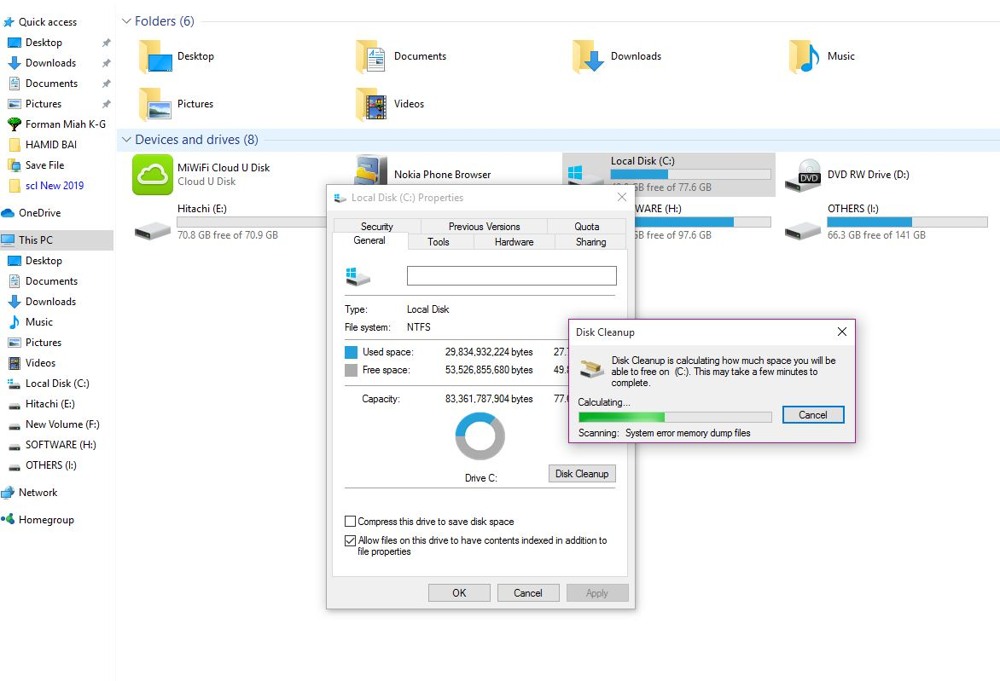 Quick access
Desktop
Downloads
Documents
Pictures
Forman Miah K-G
HAMID BAI
Save File
scl New 2019
OneDrive
This PC
Desktop
Documents
Downloads
Music
Pictures
Videos
Local Disk (C:)
Hitachi (E:)
New Volume (F:)
SOFTWARE (H:)
OTHERS (I:)
Network
Homegroup
Folders (6)
Desktop
Documents
Downloads
Music
Pictures
Videos
Devices and drives (8)
MiWiFi Cloud U Disk
Cloud U Disk
Nokia Phone Browser
Local Disk (C:)
free of 77.6 GB
DVD
DVD RW Drive (D:)
Hitachi (E:)
70.8 GB free of 70.9 GB
WARE (H:)
free of 97.6 GB
OTHERS (I:)
66.3 GB free of 141 GB
Local Disk (C:) Properties
Security
Previous Versions
Quota
General
Tools
Hardware
Sharing
Type:
Local Disk
File system:
NTFS
Used space:
29,834,932,224 bytes
27.7
Free space:
53,526,855,680 bytes
49.8
Capacity:
83,361,787,904 bytes
77.6
Drive C:
Disk Cleanup
Compress this drive to save disk space
Allow files on this drive to have contents indexed in addition to
file properties
OK
Cancel
Apply
Disk Cleanup
Disk Cleanup is calculating how much space you will be
able to free on (C:). This may take a few minutes to
complete.
Calculating...
Cancel
Scanning: System error memory dump files